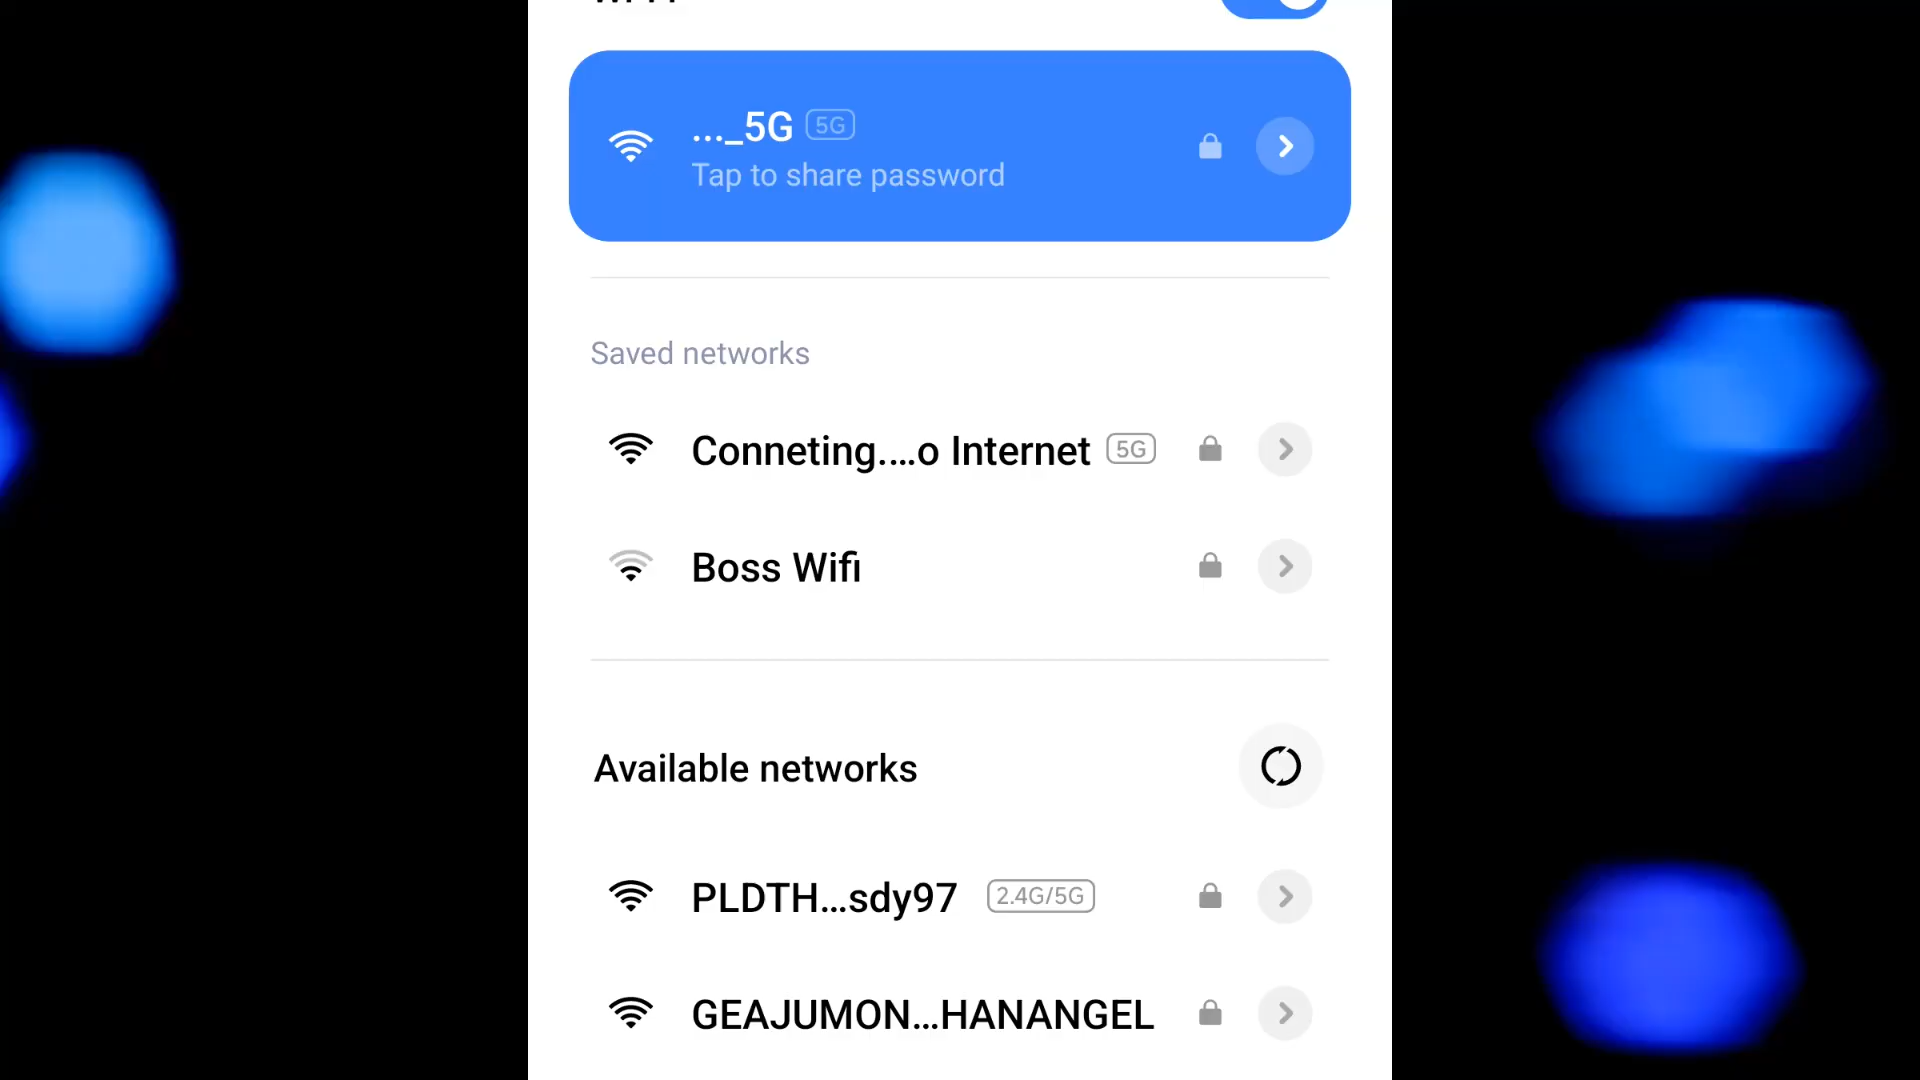 ..._5G 5G
Tap to share password
Saved networks
Conneting....o Internet 5G
Boss Wifi
Available networks
PLDTH...sdy97 2.4G/5G
GEAJUMON...HANANGEL